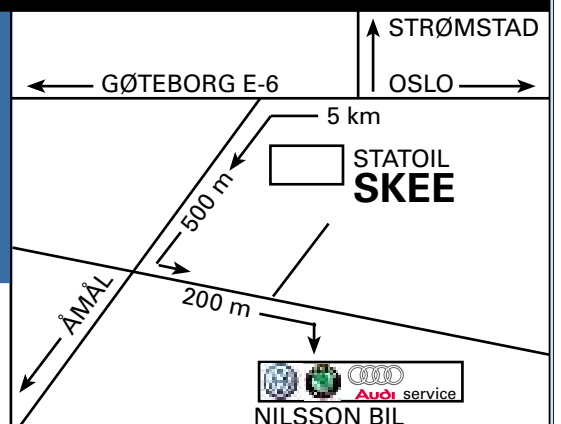 STRØMSTAD
GØTEBORG E-6
OSLO
5 km
STATOIL
SKEE
500 m
200 m
ÅMÅL
Audi service
NILSSON BIL